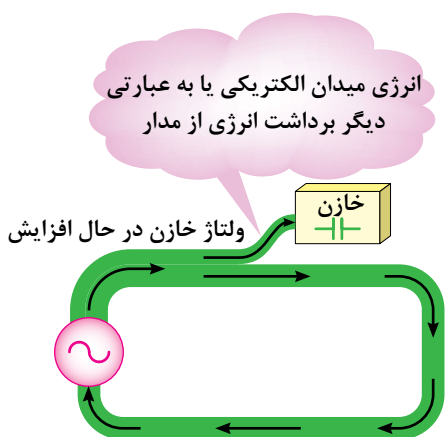 انرژی میدان الکتریکی یا به عبارتی
دیگر برداشت انرژی از مدار
خازن
ولتاژ خازن در حال افزایش